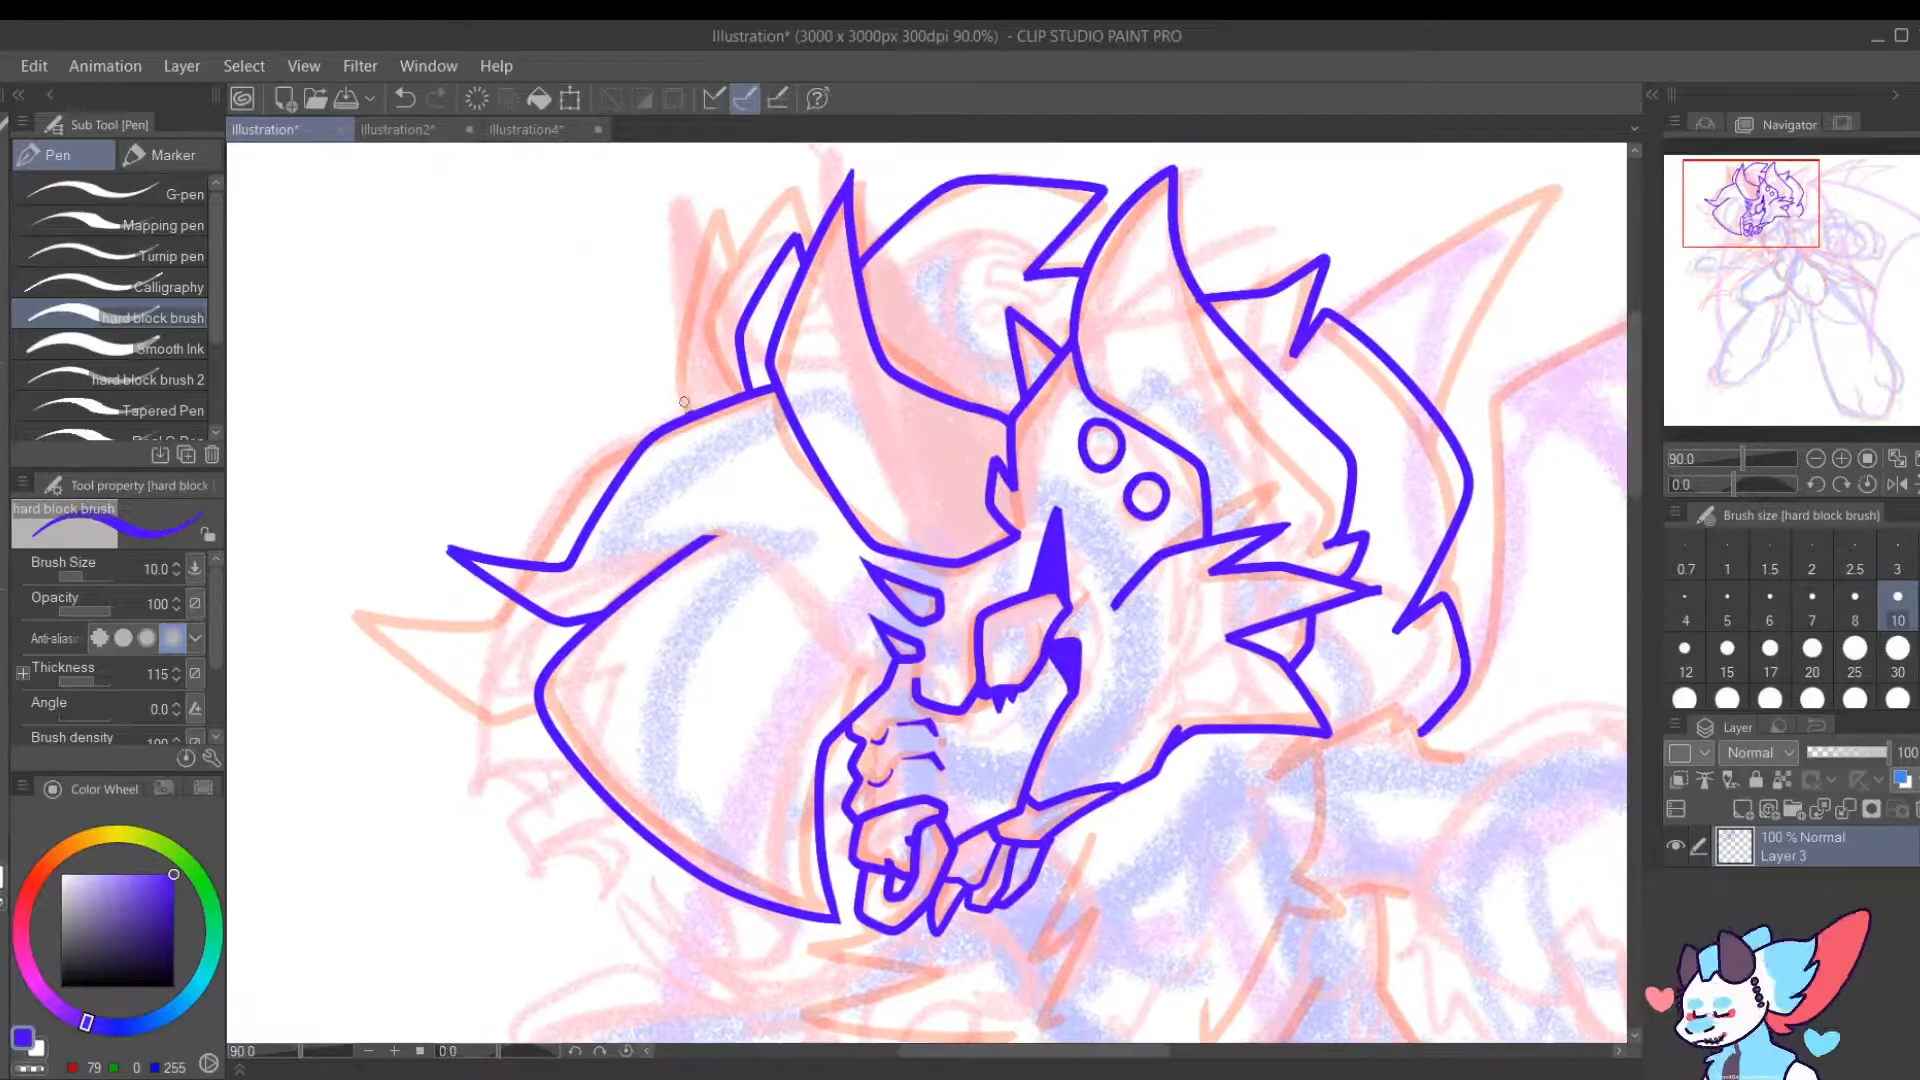 Illustration* (3000 x 3000px 300dpi 90.0%) - CLIP STUDIO PAINT PRO
Edit Animation Layer Select View Filter Window Help
Sub Tool [Pen]
Illustration* Illustration2* Illustration4*
Navigator
Pen Marker
G-pen
Mapping pen
Turnip pen
Calligraphy
hard block brush
Smooth Ink
hard block brush 2
Tapered Pen
90.0
0.0
Tool property [hard block
hard block brush
Brush size [hard block brush]
Brush Size 10.0
0.7 1 1.5 2 2.5 3
Opacity 100
4 5 6 7 8 10
Anti-aliasin
Thickness 115
12 15 17 20 25 30
Angle 0.0
Brush density 100
Layer
Normal 100
Color Wheel
100 % Normal
Layer 3
90.0 0.0
79 0 255